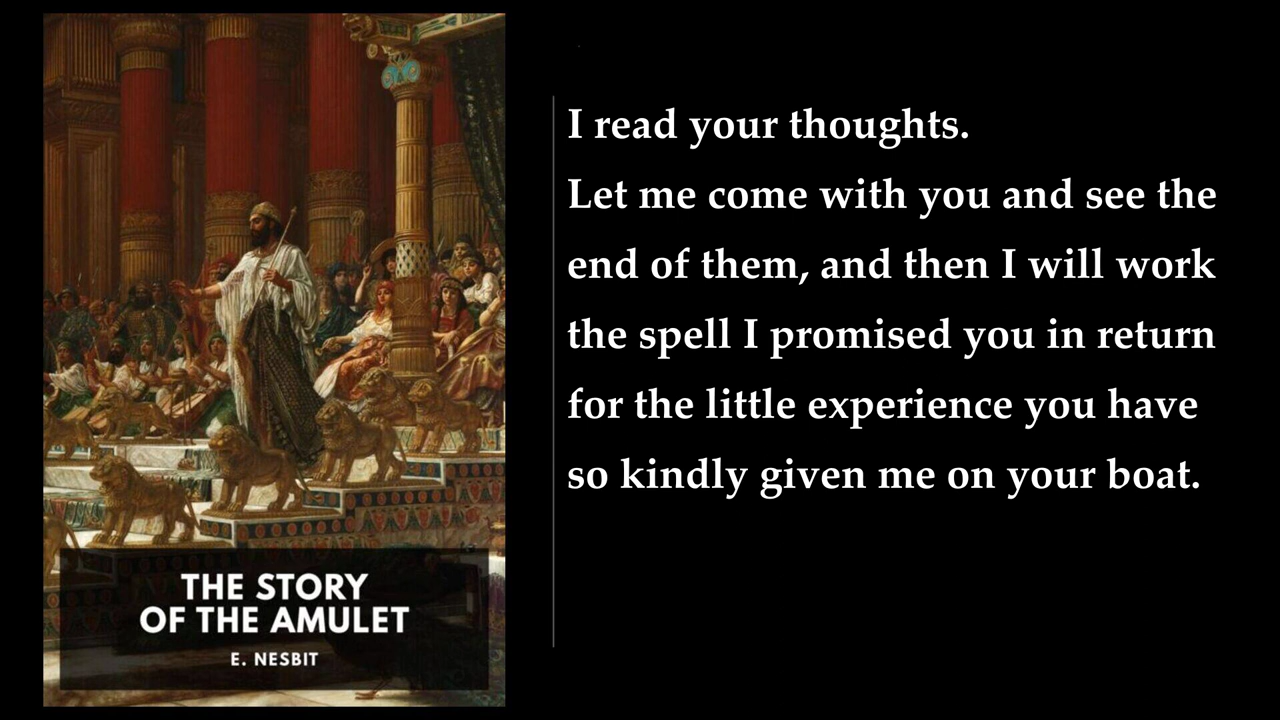 THE STORY
OF THE AMULET
E. NESBIT
I read your thoughts.
Let me come with you and see the
end of them, and then I will work
the spell I promised you in return
for the little experience you have
so kindly given me on your boat.